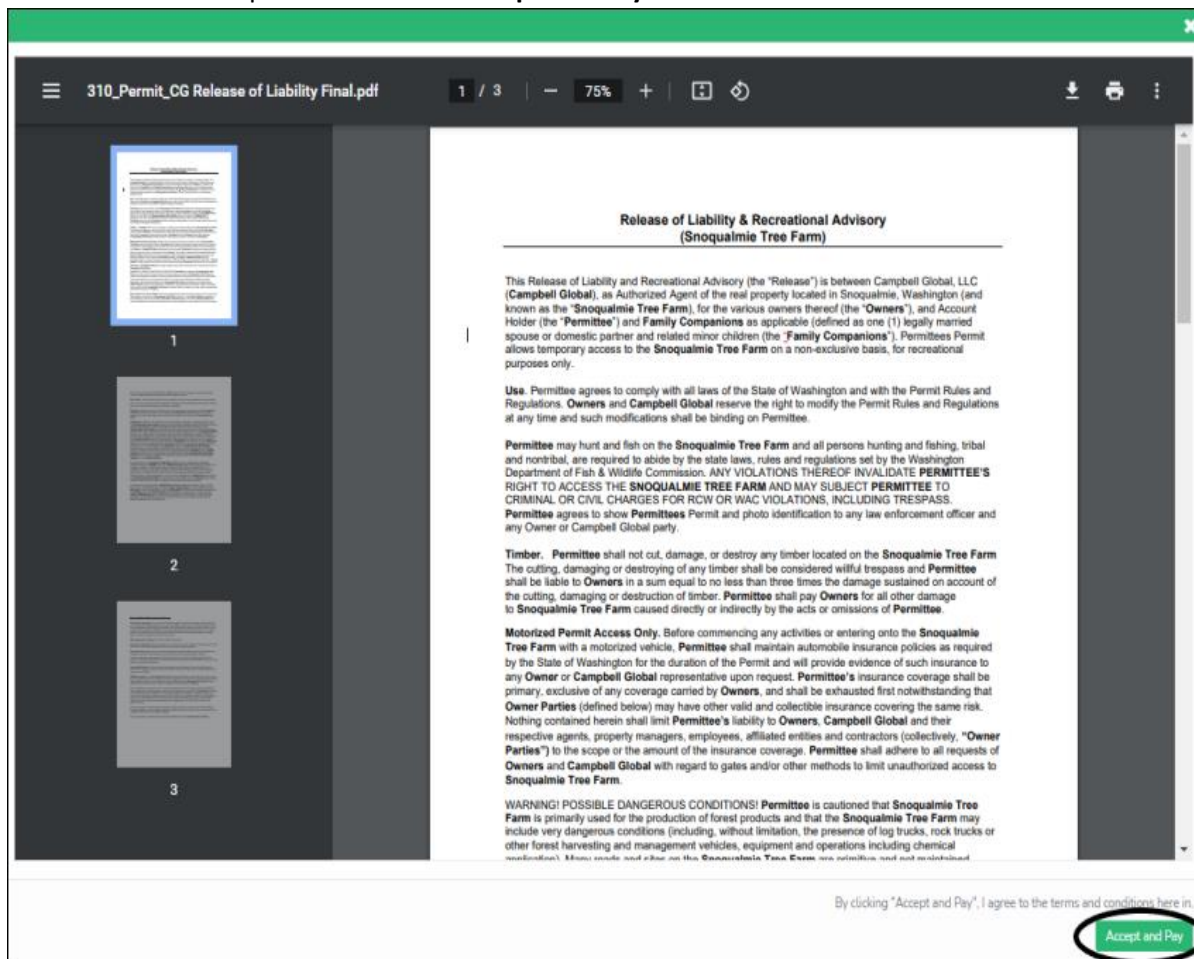 310_Permit_CG Release of Liability Final.pdf
1 / 3
75%
1
2
3
Release of Liability & Recreational Advisory
(Snoqualmie Tree Farm)
This Release of Liability and Recreational Advisory (the "Release") is between Campbell Global, LLC
(Campbell Global), as Authorized Agent of the real property located in Snoqualmie, Washington (and
known as the "Snoqualmie Tree Farm), for the various owners thereof (the "Owners"), and Account
Holder (the "Permittee") and Family Companions as applicable (defined as one (1) legally married
spouse or domestic partner and related minor children (the "Family Companions"). Permittees Permit
allows temporary access to the Snoqualmie Tree Farm on a non-exclusive basis, for recreational
purposes only.
Use. Permittee agrees to comply with all laws of the State of Washington and with the Permit Rules and
Regulations. Owners and Campbell Global reserve the right to modify the Permit Rules and Regulations
at any time and such modifications shall be binding on Permittee.
Permittee may hunt and fish on the Snoqualmie Tree Farm and all persons hunting and fishing, tribal
and nontribal, are required to abide by the state laws, rules and regulations set by the Washington
Department of Fish & Wildlife Commission. ANY VIOLATIONS THEREOF INVALIDATE PERMITTEE'S
RIGHT TO ACCESS THE SNOQUALMIE TREE FARM AND MAY SUBJECT PERMITTEE TO
CRIMINAL OR CIVIL CHARGES FOR RCW OR WAC VIOLATIONS, INCLUDING TRESPASS.
Permittee agrees to show Permittees Permit and photo identification to any law enforcement officer and
any Owner or Campbell Global party.
Timber. Permittee shall not cut, damage, or destroy any timber located on the Snoqualmie Tree Farm
The cutting, damaging or destroying of any timber shall be considered willful trespass and Permittee
shall be liable to Owners in a sum equal to no less than three times the damage sustained on account of
the cutting, damaging or destruction of timber. Permittee shall pay Owners for all other damage
to Snoqualmie Tree Farm caused directly or indirectly by the acts or omissions of Permittee.
Motorized Permit Access Only. Before commencing any activities or entering onto the Snoqualmie
Tree Farm with a motorized vehicle, Permittee shall maintain automobile insurance policies as required
by the State of Washington for the duration of the Permit and will provide evidence of such insurance to
any Owner or Campbell Global representative upon request. Permittee's insurance coverage shall be
primary, exclusive of any coverage carried by Owners, and shall be exhausted first notwithstanding that
Owner Parties (defined below) may have other valid and collectible insurance covering the same risk.
Nothing contained herein shall limit Permittee's liability to Owners, Campbell Global and their
respective agents, property managers, employees, affiliated entities and contractors (collectively, "Owner
Parties") to the scope or the amount of the insurance coverage. Permittee shall adhere to all requests of
Owners and Campbell Global with regard to gates and/or other methods to limit unauthorized access to
Snoqualmie Tree Farm.
WARNING! POSSIBLE DANGEROUS CONDITIONS! Permittee is cautioned that Snoqualmie Tree
Farm is primarily used for the production of forest products and that the Snoqualmie Tree Farm may
include very dangerous conditions (including, without limitation, the presence of log trucks, rock trucks or
other forest harvesting and management vehicles, equipment and operations including chemical
application). Many roads and sites on the Snoqualmie Tree Farm are primitive and not maintained
By clicking "Accept and Pay", I agree to the terms and conditions here in.
Accept and Pay